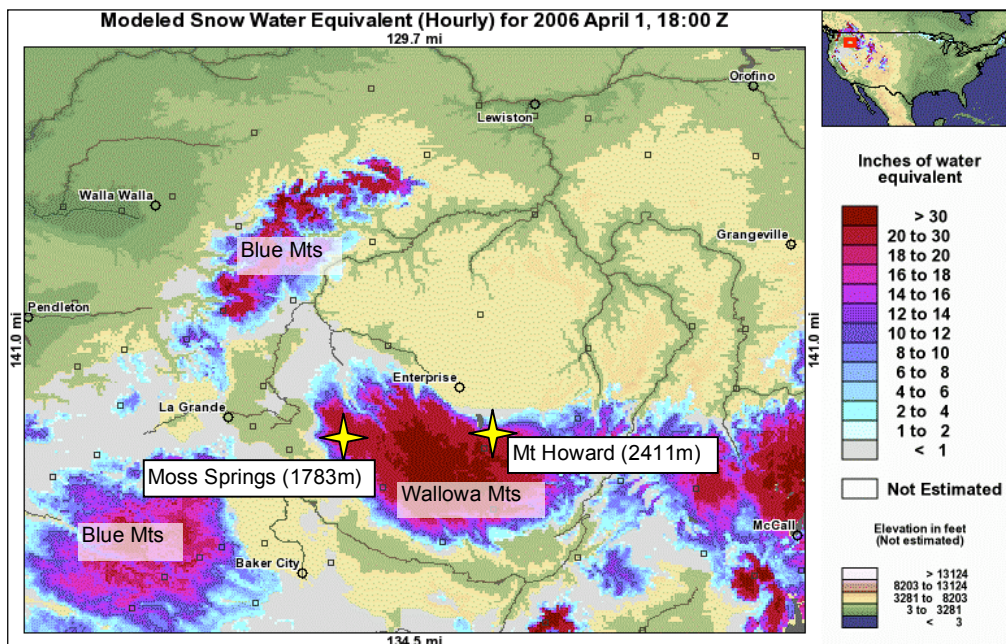 Modeled Snow Water Equivalent (Hourly) for 2006 April 1, 18:00 Z
129.7 mi
Orofino
Lewiston
Walla Walla
Grangeville
Blue Mts
Pendleton
141.0 mi
141.0 mi
Enterprise
La Grande
Mt Howard (2411m)
Moss Springs (1783m)
Wallowa Mts
Blue Mts
McCall
Baker City
134.5 mi
Inches of water
equivalent
> 30
20 to 30
18 to 20
16 to 18
14 to 16
12 to 14
10 to 12
8 to 10
6 to 8
4 to 6
2 to 4
1 to 2
< 1
Not Estimated
Elevation in feet
(Not estimated)
> 13124
8203 to 13124
3281 to 8203
3 to 3281
< 3